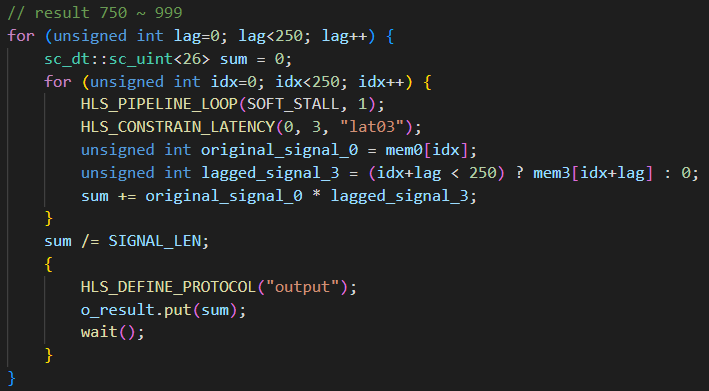 // result 750 ~ 999
for (unsigned int lag=0; lag<250; lag++) {
    sc_dt::sc_uint<26> sum = 0;
    for (unsigned int idx=0; idx<250; idx++) {
        HLS_PIPELINE_LOOP(SOFT_STALL, 1);
        HLS_CONSTRAIN_LATENCY(0, 3, "lat03");
        unsigned int original_signal_0 = mem0[idx];
        unsigned int lagged_signal_3 = (idx+lag < 250) ? mem3[idx+lag] : 0;
        sum += original_signal_0 * lagged_signal_3;
    }
    sum /= SIGNAL_LEN;
    {
        HLS_DEFINE_PROTOCOL("output");
        o_result.put(sum);
        wait();
    }
}